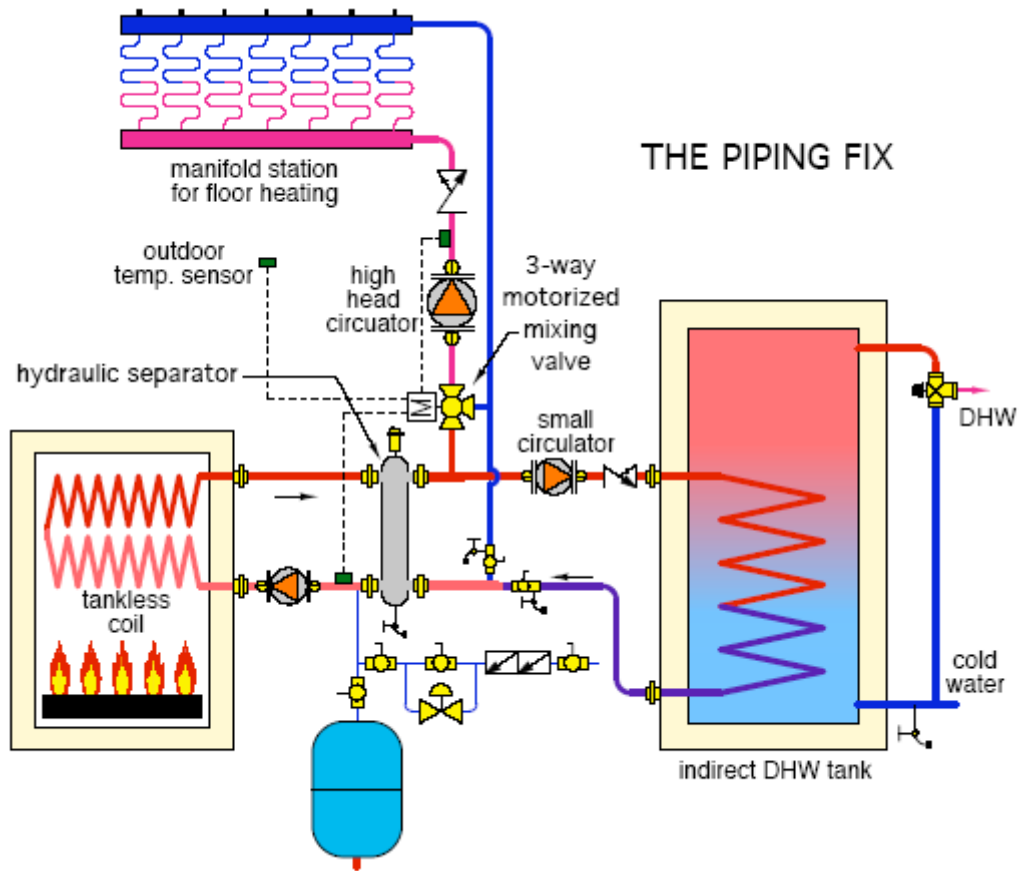 THE PIPING FIX
manifold station
for floor heating
outdoor
temp. sensor
high
head
circuator
3-way
motorized
mixing
valve
hydraulic separator
M
small
circulator
DHW
tankless
coil
cold
water
indirect DHW tank